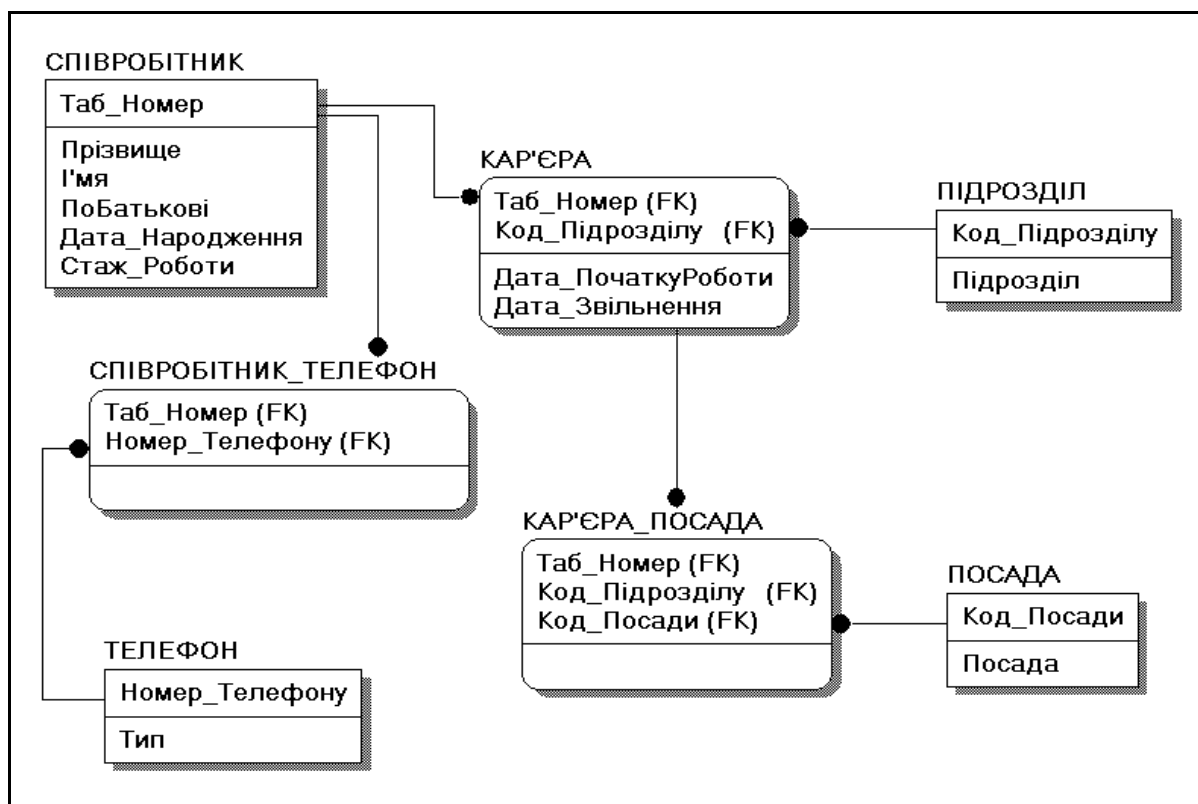 СПІВРОБІТНИК
Таб_Номер
Прізвище
І'мя
ПоБатькові
Дата_Народження
Стаж_Роботи
КАР'ЄРА
Таб_Номер (FK)
Код_Підрозділу (FK)
Дата_ПочаткуРоботи
Дата_Звільнення
ПІДРОЗДІЛ
Код_Підрозділу
Підрозділ
СПІВРОБІТНИК_ТЕЛЕФОН
Таб_Номер (FK)
Номер_Телефону (FK)
КАР'ЄРА_ПОСАДА
Таб_Номер (FK)
Код_Підрозділу (FK)
Код_Посади (FK)
ПОСАДА
Код_Посади
Посада
ТЕЛЕФОН
Номер_Телефону
Тип